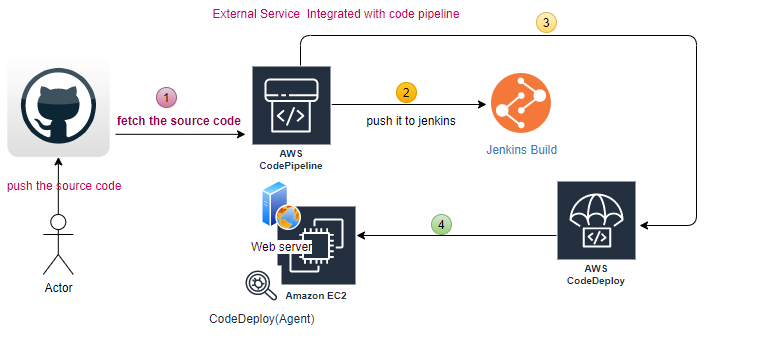 External Service Integrated with code pipeline
3
1
2
fetch the source code
push it to jenkins
Jenkins Build
AWS
CodePipeline
push the source code
Web server
4
Actor
Amazon EC2
AWS
CodeDeploy
CodeDeploy(Agent)